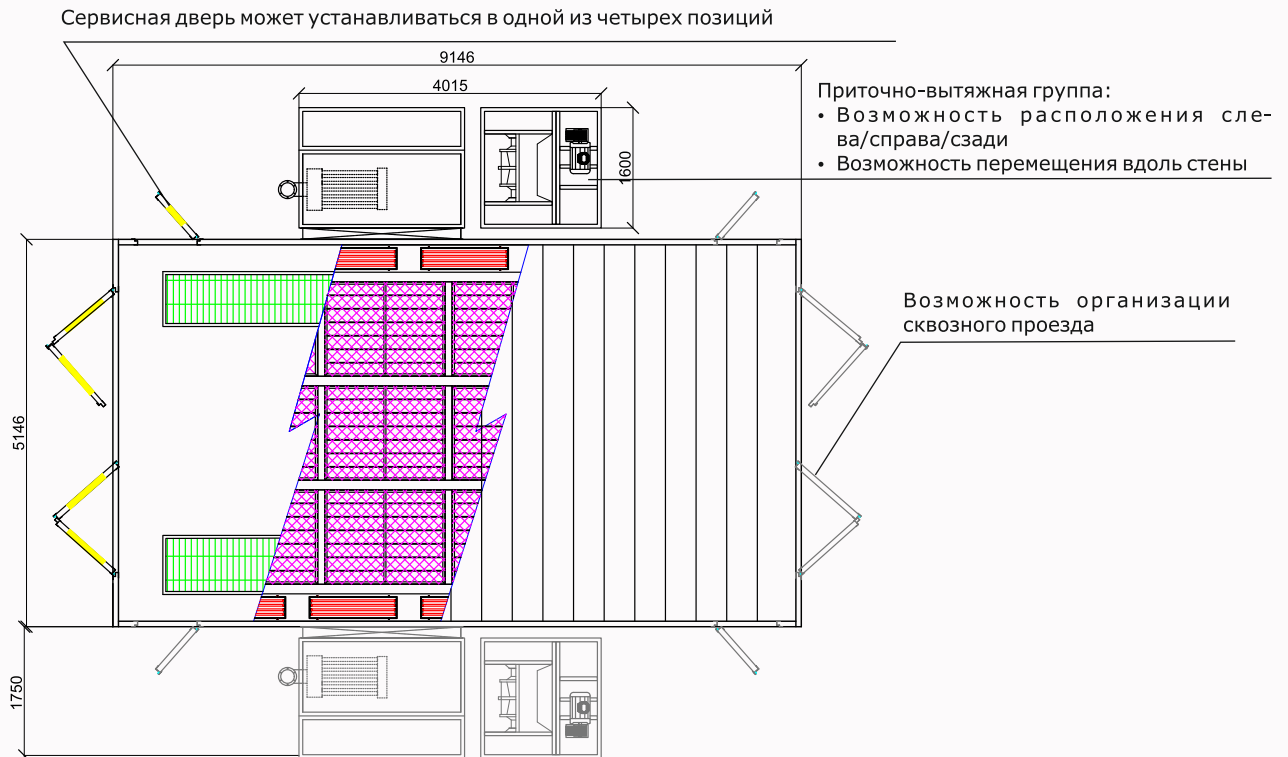 Сервисная дверь может устанавливаться в одной из четырех позиций
9146
4015
Приточно-вытяжная группа:
• Возможность расположения сле-
ва/справа/сзади
• Возможность перемещения вдоль стены
1600
Возможность организации
сквозного проезда
5146
1750